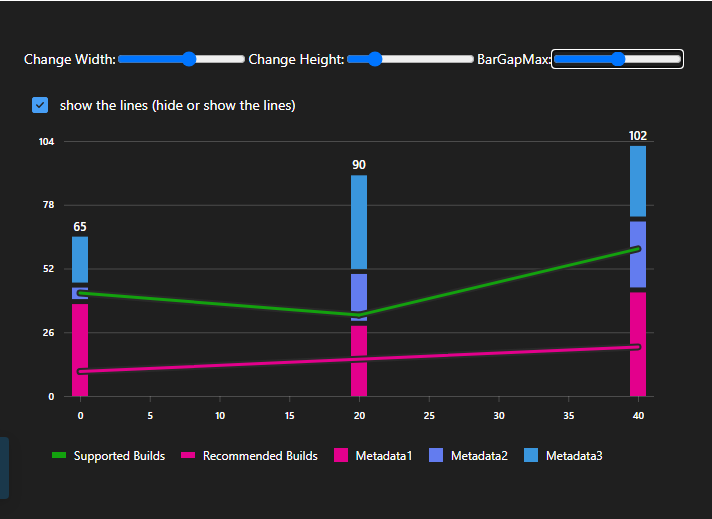 Change Width: Change Height: BarGapMax:
show the lines (hide or show the lines)
104
102
90
78
65
52
26
0
0 5 10 15 20 25 30 35 40
Supported Builds Recommended Builds Metadata1 Metadata2 Metadata3